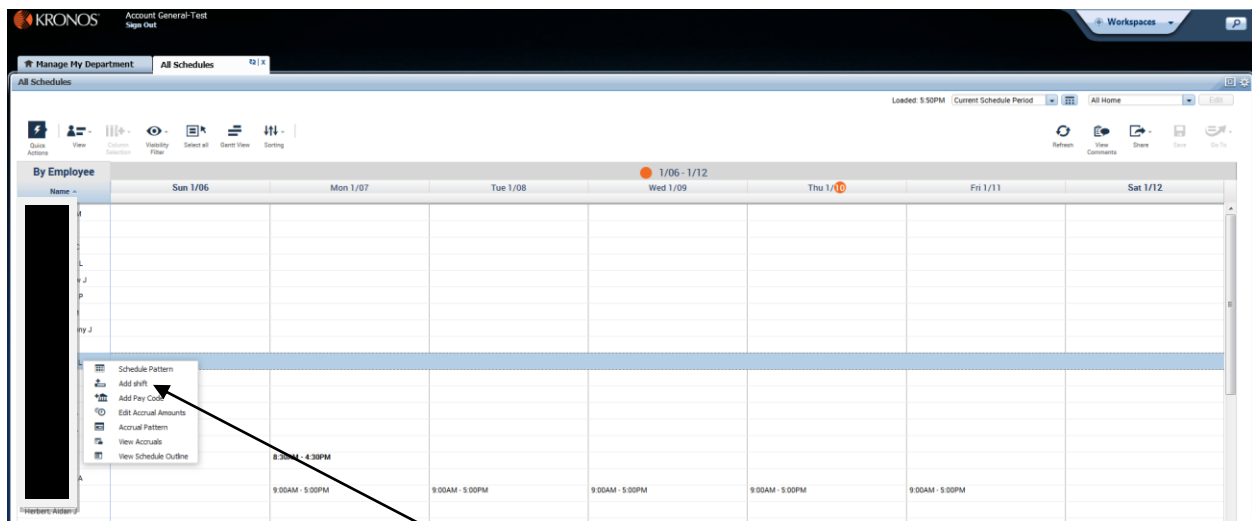 KRONOS
Account General-Test
Sign Out
Workspaces
Manage My Department All Schedules x
All Schedules
Loaded: 5:50PM Current Schedule Period All Home Edit
Quick Actions View Column Selection Visibility Filter Select all Gantt View Sorting Refresh View Comments Share Save Go To
By Employee 1/06 - 1/12
Name Sun 1/06 Mon 1/07 Tue 1/08 Wed 1/09 Thu 1/10 Fri 1/11 Sat 1/12
L
J
P
ny J
L
Schedule Pattern
Add shift
Add Pay Code
Edit Accrual Amounts
Accrual Pattern
View Accruals
View Schedule Outline
8:30AM - 4:30PM
A
9:00AM - 5:00PM 9:00AM - 5:00PM 9:00AM - 5:00PM 9:00AM - 5:00PM 9:00AM - 5:00PM
Herbert, Aidan J